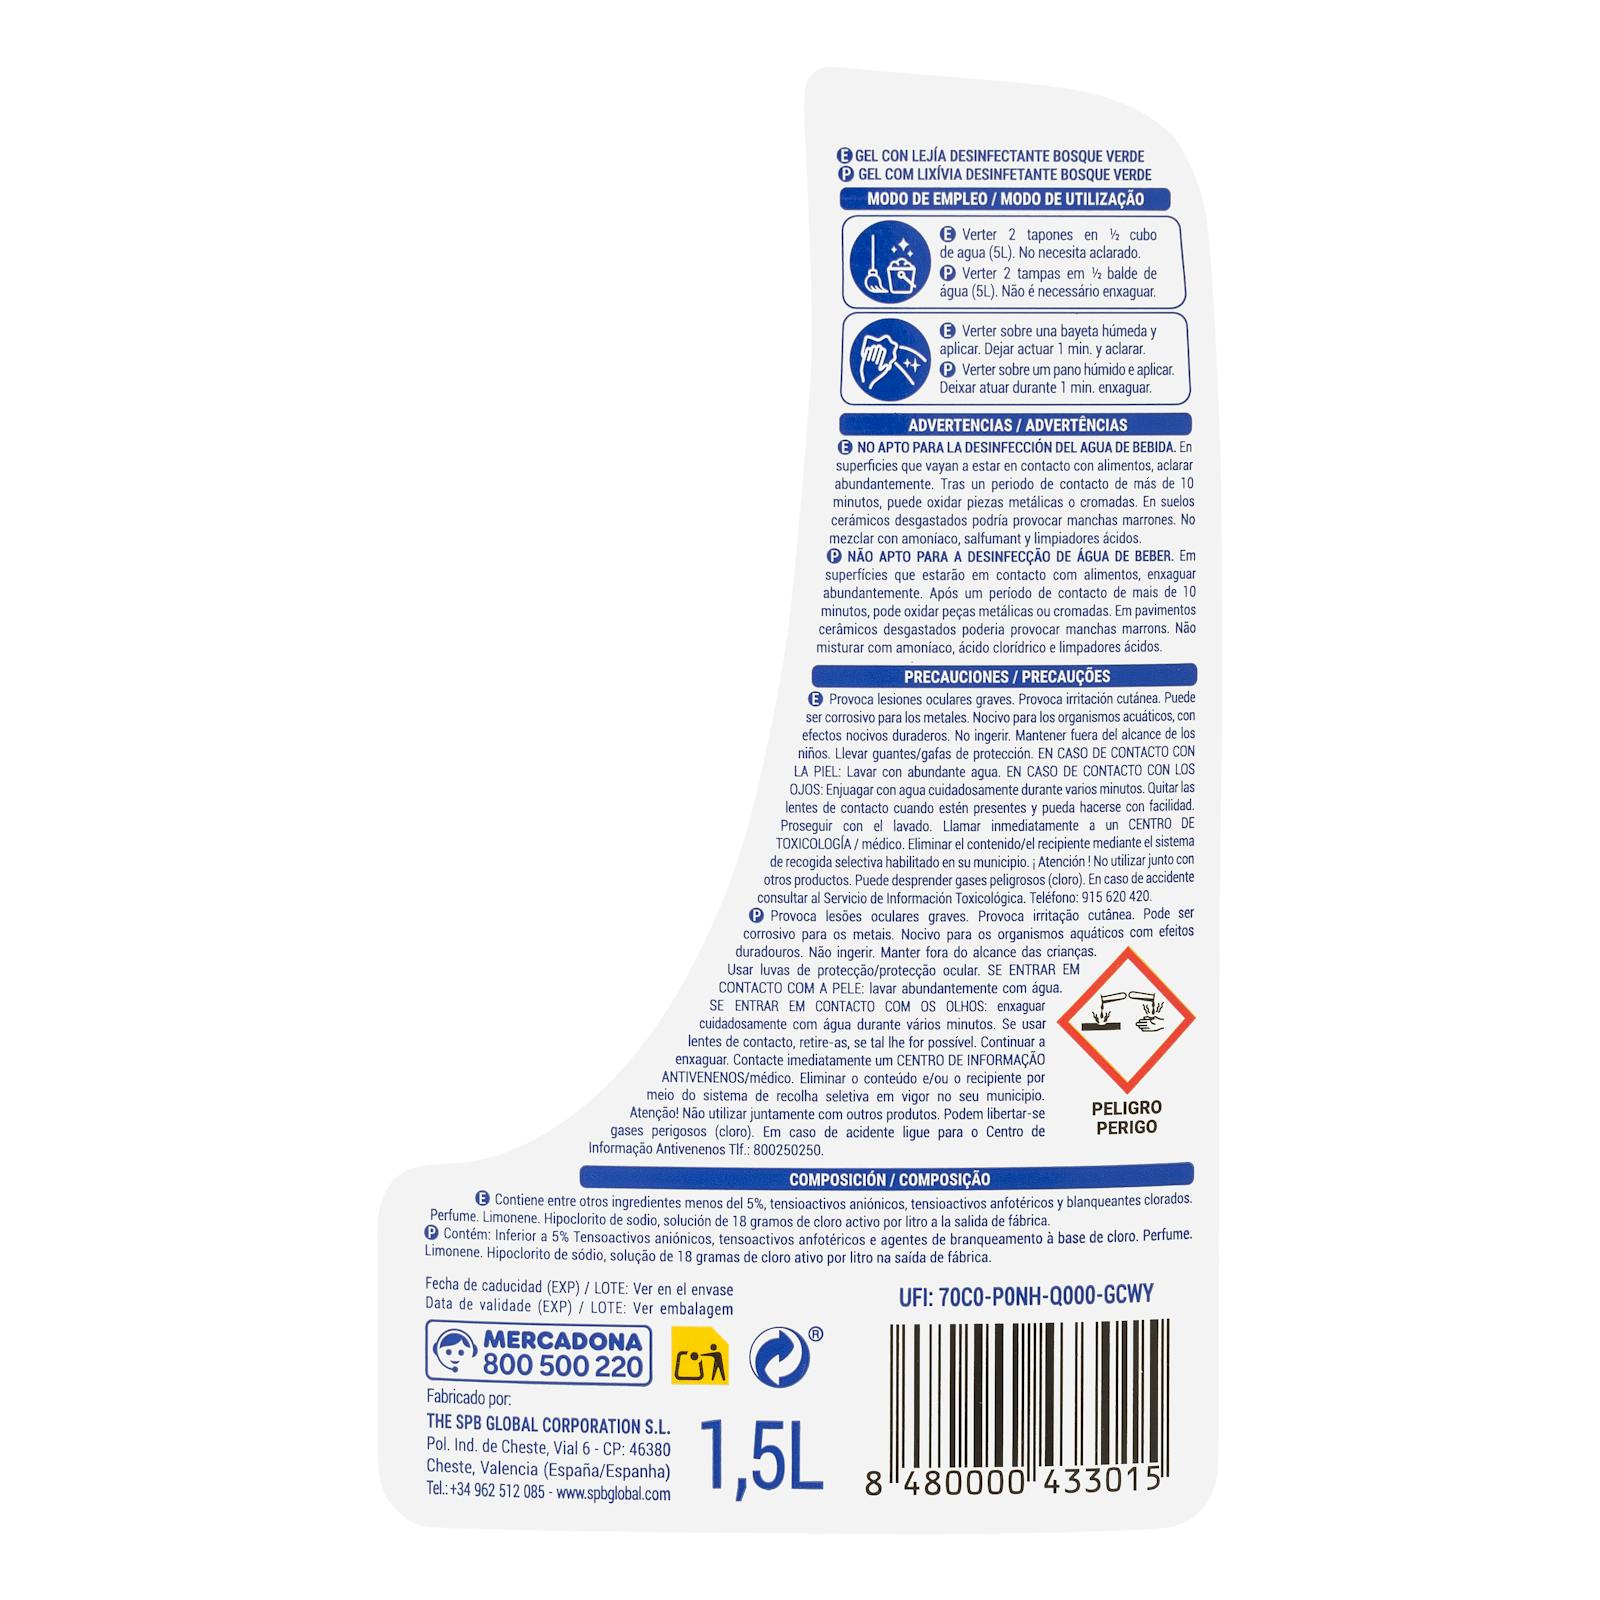 E GEL CON LEJÍA DESINFECTANTE BOSQUE VERDE
P GEL COM LIXÍVIA DESINFETANTE BOSQUE VERDE
MODO DE EMPLEO / MODO DE UTILIZAÇÃO
E Verter 2 tapones en ½ cubo
de agua (5L). No necesita aclarado.
P Verter 2 tampas em ½ balde de
água (5L). Não é necessário enxaguar.
E Verter sobre una bayeta húmeda y
aplicar. Dejar actuar 1 min. y aclarar.
P Verter sobre um pano húmido e aplicar.
Deixar atuar durante 1 min. enxaguar.
ADVERTENCIAS / ADVERTÊNCIAS
E NO APTO PARA LA DESINFECCIÓN DEL AGUA DE BEBIDA. En
superficies que vayan a estar en contacto con alimentos, aclarar
abundantemente. Tras un periodo de contacto de más de 10
minutos, puede oxidar piezas metálicas o cromadas. En suelos
cerámicos desgastados podría provocar manchas marrones. No
mezclar con amoníaco, salfumant y limpiadores ácidos.
P NÃO APTO PARA A DESINFECÇÃO DE ÁGUA DE BEBER. Em
superfícies que estarão em contacto com alimentos, enxaguar
abundantemente. Após um período de contacto de mais de 10
minutos, pode oxidar peças metálicas ou cromadas. Em pavimentos
cerâmicos desgastados poderia provocar manchas marrons. Não
misturar com amoníaco, ácido clorídrico e limpadores ácidos.
PRECAUCIONES / PRECAUÇÕES
E Provoca lesiones oculares graves. Provoca irritación cutánea. Puede
ser corrosivo para los metales. Nocivo para los organismos acuáticos, con
efectos nocivos duraderos. No ingerir. Mantener fuera del alcance de los
niños. Llevar guantes/gafas de protección. EN CASO DE CONTACTO CON
LA PIEL: Lavar con abundante agua. EN CASO DE CONTACTO CON LOS
OJOS: Enjuagar con agua cuidadosamente durante varios minutos. Quitar las
lentes de contacto cuando estén presentes y pueda hacerse con facilidad.
Proseguir con el lavado. Llamar inmediatamente a un CENTRO DE
TOXICOLOGÍA / médico. Eliminar el contenido/el recipiente mediante el sistema
de recogida selectiva habilitado en su municipio. ¡ Atención ! No utilizar junto con
otros productos. Puede desprender gases peligrosos (cloro). En caso de accidente
consultar al Servicio de Información Toxicológica. Teléfono: 915 620 420.
P Provoca lesões oculares graves. Provoca irritação cutânea. Pode ser
corrosivo para os metais. Nocivo para os organismos aquáticos com efeitos
duradouros. Não ingerir. Manter fora do alcance das crianças.
Usar luvas de protecção/protecção ocular. SE ENTRAR EM
CONTACTO COM A PELE: lavar abundantemente com água.
SE ENTRAR EM CONTACTO COM OS OLHOS: enxaguar
cuidadosamente com água durante vários minutos. Se usar
lentes de contacto, retire-as, se tal lhe for possível. Continuar a
enxaguar. Contacte imediatamente um CENTRO DE INFORMAÇÃO
ANTIVENENOS/médico. Eliminar o conteúdo e/ou o recipiente por
meio do sistema de recolha seletiva em vigor no seu município.
Atenção! Não utilizar juntamente com outros produtos. Podem libertar-se
gases perigosos (cloro). Em caso de acidente ligue para o Centro de
Informação Antivenenos Tlf.: 800250250.
PELIGRO
PERIGO
COMPOSICIÓN / COMPOSIÇÃO
E Contiene entre otros ingredientes menos del 5%, tensioactivos aniónicos, tensioactivos anfotéricos y blanqueantes clorados.
Perfume. Limonene. Hipoclorito de sodio, solución de 18 gramos de cloro activo por litro a la salida de fábrica.
P Contém: Inferior a 5% Tensoactivos aniónicos, tensoactivos anfotéricos e agentes de branqueamento à base de cloro. Perfume.
Limonene. Hipoclorito de sódio, solução de 18 gramas de cloro ativo por litro na saída de fábrica.
Fecha de caducidad (EXP) / LOTE: Ver en el envase
Data de validade (EXP) / LOTE: Ver embalagem
UFI: 70C0-P0NH-Q000-GCWY
MERCADONA
800 500 220
®
Fabricado por:
THE SPB GLOBAL CORPORATION S.L.
Pol. Ind. de Cheste, Vial 6 - CP: 46380
Cheste, Valencia (España/Espanha)
Tel.: +34 962 512 085 - www.spbglobal.com
1,5L
8 480000 433015